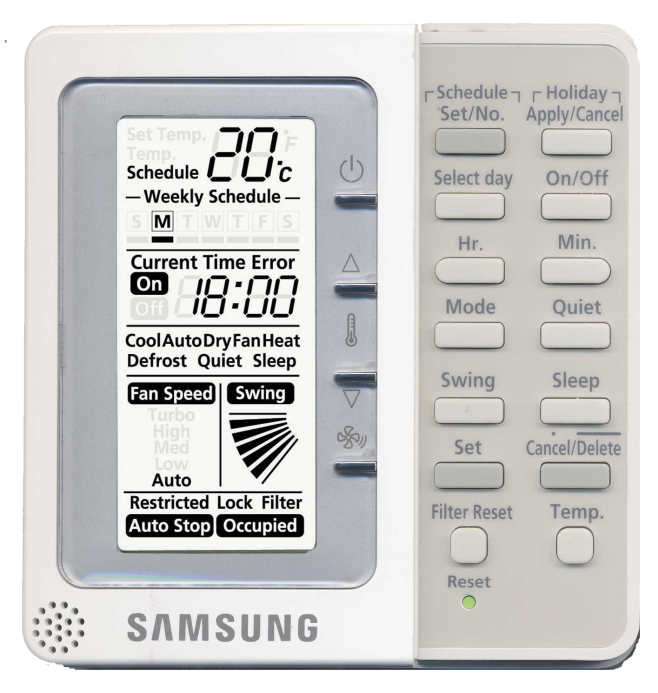 Set Temp.
Temp.
Schedule 20°C °F
Weekly Schedule
S M T W T F S
Current Time Error
On
Off 18:00
Cool Auto Dry Fan Heat
Defrost Quiet Sleep
Fan Speed Swing
Turbo
High
Med
Low
Auto
Restricted Lock Filter
Auto Stop Occupied
SAMSUNG
Schedule Holiday
Set/No. Apply/Cancel
Select day On/Off
Hr. Min.
Mode Quiet
Swing Sleep
Set Cancel/Delete
Filter Reset Temp.
Reset